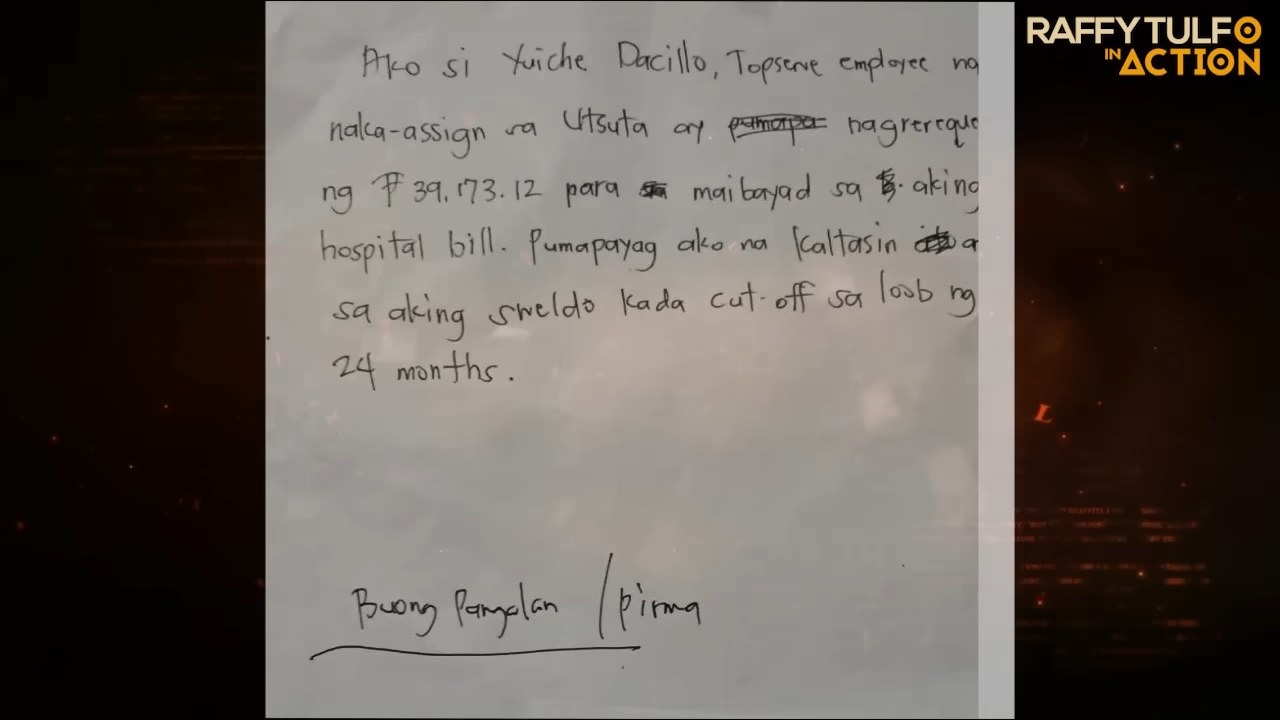 RAFFY TULFO
IN ACTION
Ako si Yuiche Dacillo, Topserve employee na
naka-assign sa Utsuta ay nagrereque
ng ₱ 39,173.12 para maibayad sa aking
hospital bill. Pumapayag ako na kaltasin a
sa aking sweldo kada cut-off sa loob ng
24 months.
Buong Pangalan / pirma